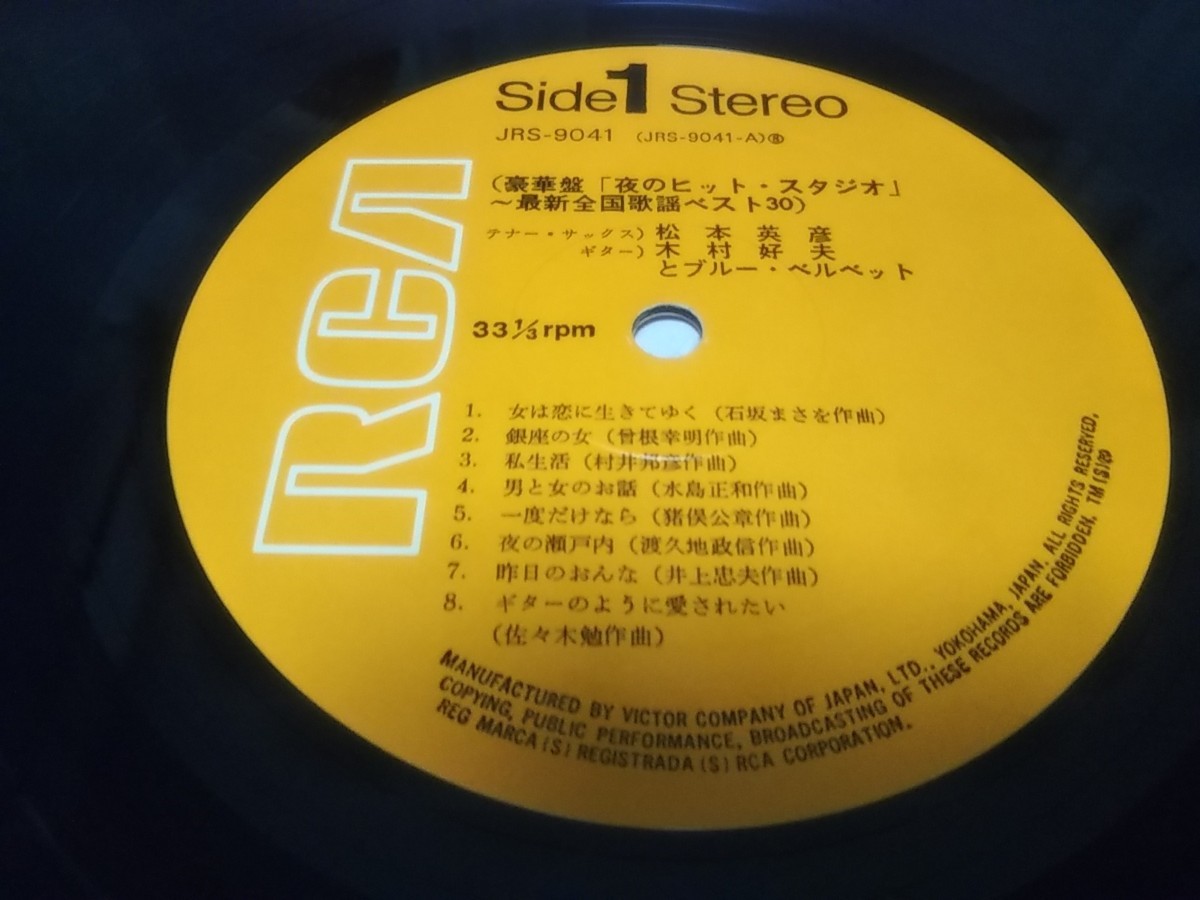 Side 1 Stereo
JRS-9041 (JRS-9041-A)Ⓡ
(豪華盤「夜のヒット・スタジオ」
~最新全国歌謡ベスト30)
テナー・サックス) 松本英彦
ギター) 木村好夫
とブルー・ベルベット
RCA
33 1/3 rpm
1. 女は恋に生きてゆく (石坂まさを作曲)
2. 銀座の女 (曾根幸明作曲)
3. 私生活 (村井邦彦作曲)
4. 男と女のお話 (水島正和作曲)
5. 一度だけなら (猪俣公章作曲)
6. 夜の瀬戸内 (渡久地政信作曲)
7. 昨日のおんな (井上忠夫作曲)
8. ギターのように愛されたい
(佐々木勉作曲)
MANUFACTURED BY VICTOR COMPANY OF JAPAN, LTD., YOKOHAMA, JAPAN. ALL RIGHTS RESERVED.
COPYING, PUBLIC PERFORMANCE, BROADCASTING OF THESE RECORDS ARE FORBIDDEN. TM (S) Ⓡ
REG MARCA (S) REGISTRADA (S) RCA CORPORATION.